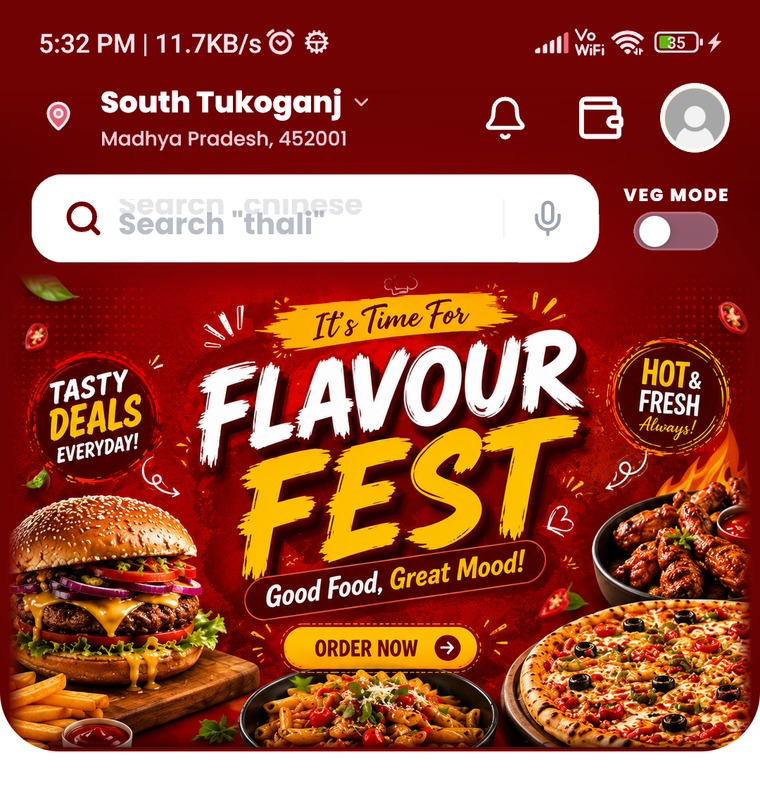 5:32 PM | 11.7KB/s
Vo
WiFi
35
South Tukoganj
Madhya Pradesh, 452001
Search "chinese
Search "thali"
VEG MODE
It's Time For
FLAVOUR
FEST
Good Food, Great Mood!
ORDER NOW
TASTY
DEALS
EVERYDAY!
HOT&
FRESH
Always!